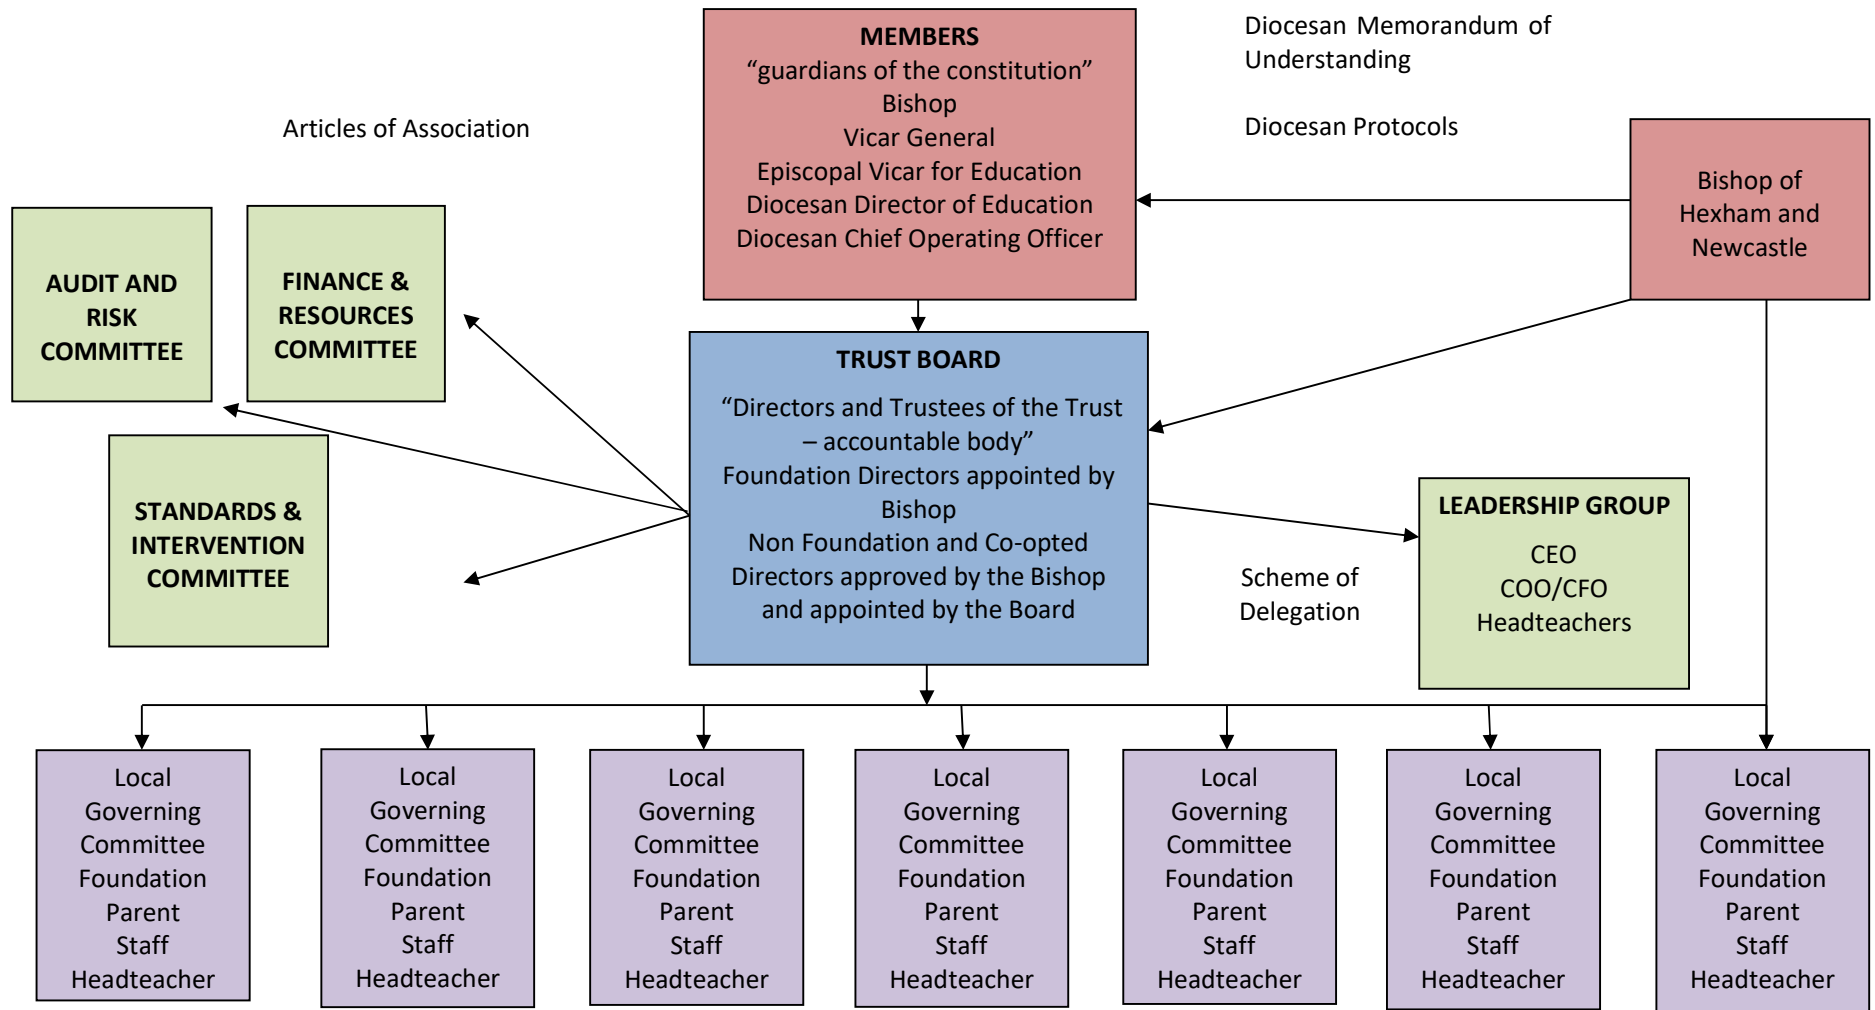 MEMBERS
“guardians of the constitution”
Bishop
Vicar General
Episcopal Vicar for Education
Diocesan Director of Education
Diocesan Chief Operating Officer
Diocesan Memorandum of
Understanding
Diocesan Protocols
Articles of Association
Bishop of
Hexham and
Newcastle
AUDIT AND
RISK
COMMITTEE
FINANCE &
RESOURCES
COMMITTEE
STANDARDS &
INTERVENTION
COMMITTEE
TRUST BOARD
“Directors and Trustees of the Trust
– accountable body”
Foundation Directors appointed by
Bishop
Non Foundation and Co-opted
Directors approved by the Bishop
and appointed by the Board
Scheme of
Delegation
LEADERSHIP GROUP
CEO
COO/CFO
Headteachers
Local
Governing
Committee
Foundation
Parent
Staff
Headteacher
Local
Governing
Committee
Foundation
Parent
Staff
Headteacher
Local
Governing
Committee
Foundation
Parent
Staff
Headteacher
Local
Governing
Committee
Foundation
Parent
Staff
Headteacher
Local
Governing
Committee
Foundation
Parent
Staff
Headteacher
Local
Governing
Committee
Foundation
Parent
Staff
Headteacher
Local
Governing
Committee
Foundation
Parent
Staff
Headteacher